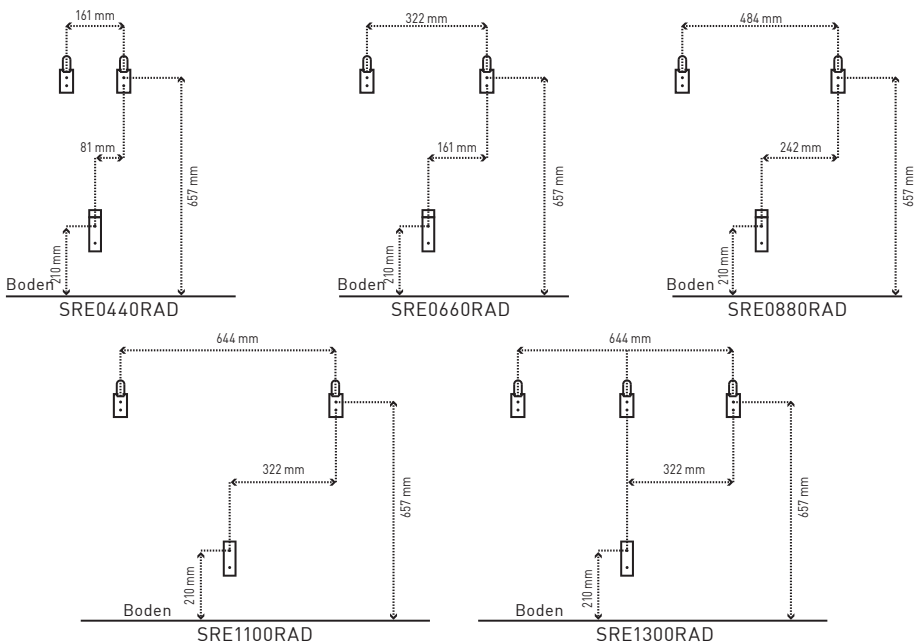 161 mm
81 mm
657 mm
210 mm
Boden
SRE0440RAD
322 mm
161 mm
657 mm
210 mm
Boden
SRE0660RAD
484 mm
242 mm
657 mm
210 mm
Boden
SRE0880RAD
644 mm
322 mm
657 mm
210 mm
Boden
SRE1100RAD
644 mm
322 mm
657 mm
210 mm
Boden
SRE1300RAD